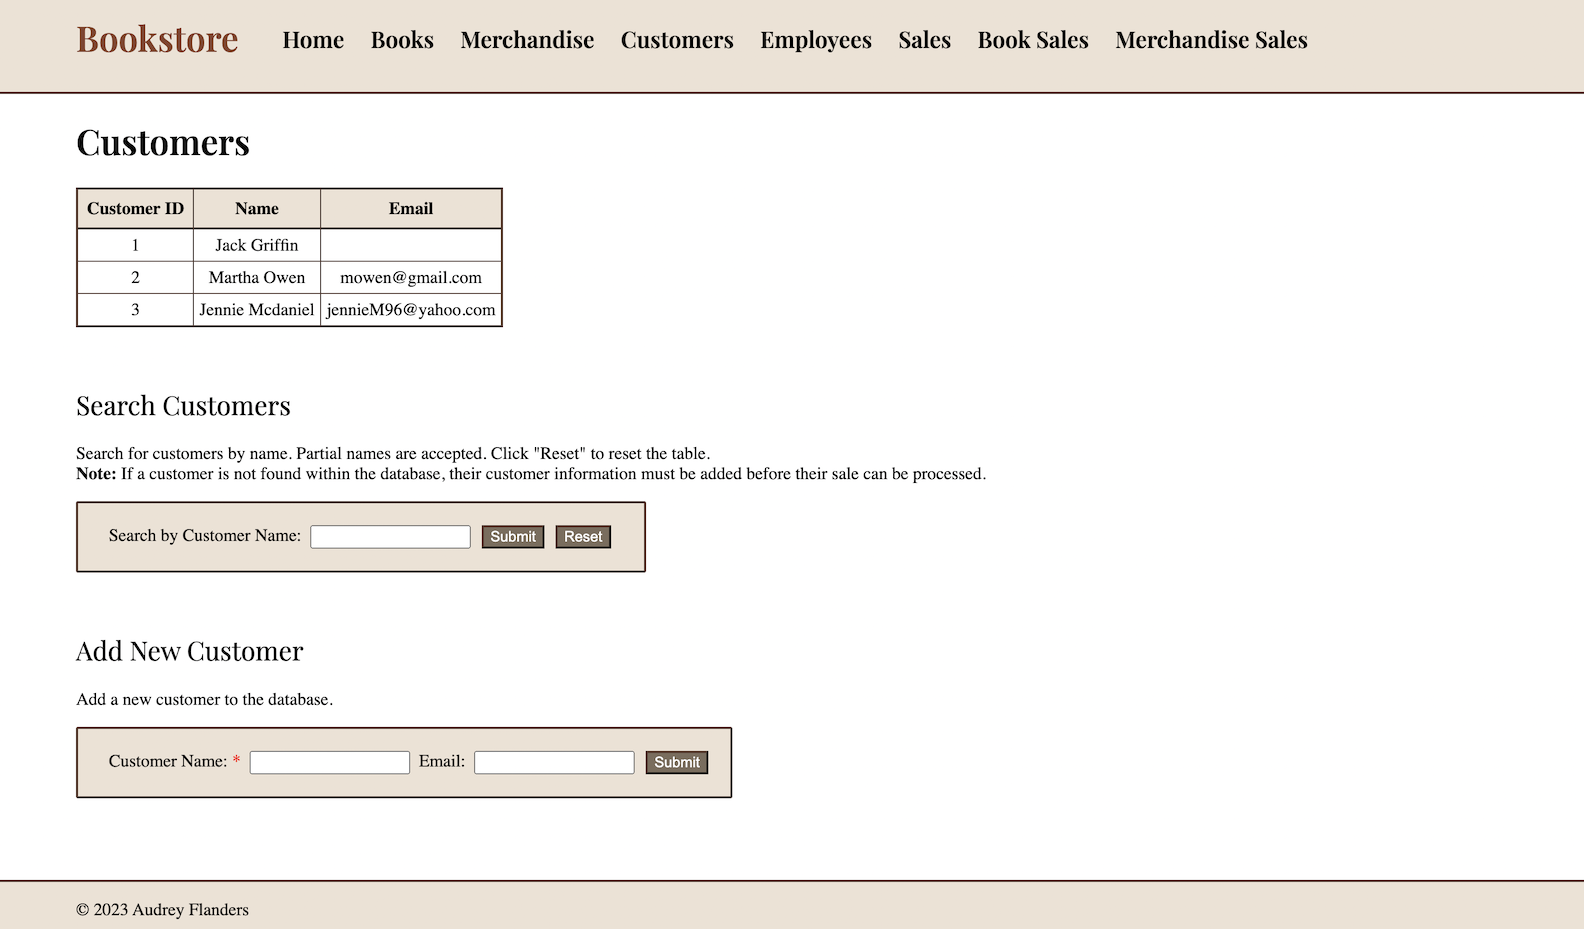 Bookstore Home Books Merchandise Customers Employees Sales Book Sales Merchandise Sales
Customers
Customer ID Name Email
1 Jack Griffin
2 Martha Owen mowen@gmail.com
3 Jennie Mcdaniel jennieM96@yahoo.com
Search Customers
Search for customers by name. Partial names are accepted. Click "Reset" to reset the table.
Note: If a customer is not found within the database, their customer information must be added before their sale can be processed.
Search by Customer Name: Submit Reset
Add New Customer
Add a new customer to the database.
Customer Name: * Email: Submit
© 2023 Audrey Flanders